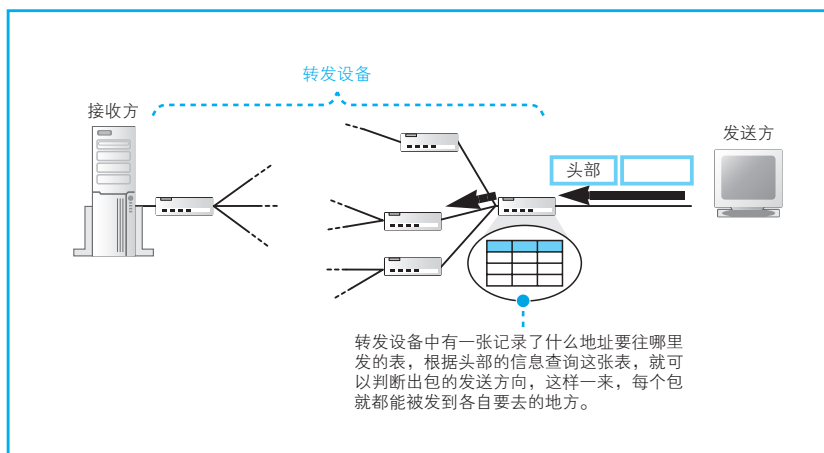 转发设备
接收方
发送方
头部
转发设备中有一张记录了什么地址要往哪里
发的表，根据头部的信息查询这张表，就可
以判断出包的发送方向，这样一来，每个包
就都能被发到各自要去的地方。